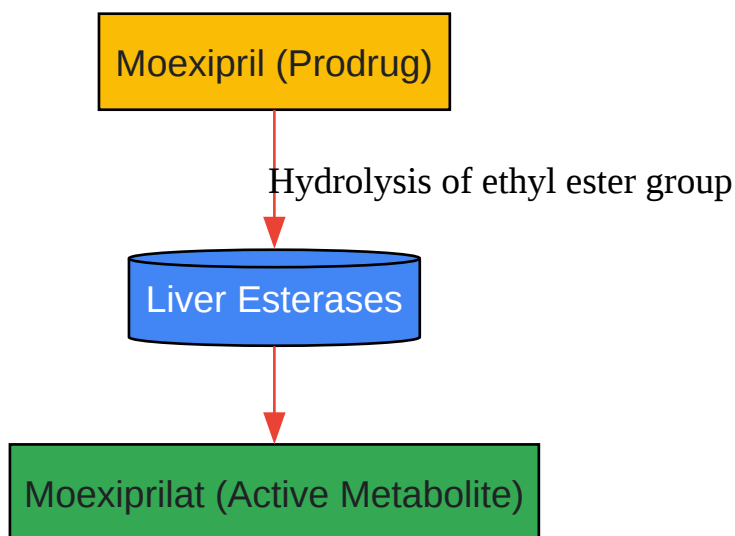 Moexipril (Prodrug)
Hydrolysis of ethyl ester group
Liver Esterases
Moexiprilat (Active Metabolite)